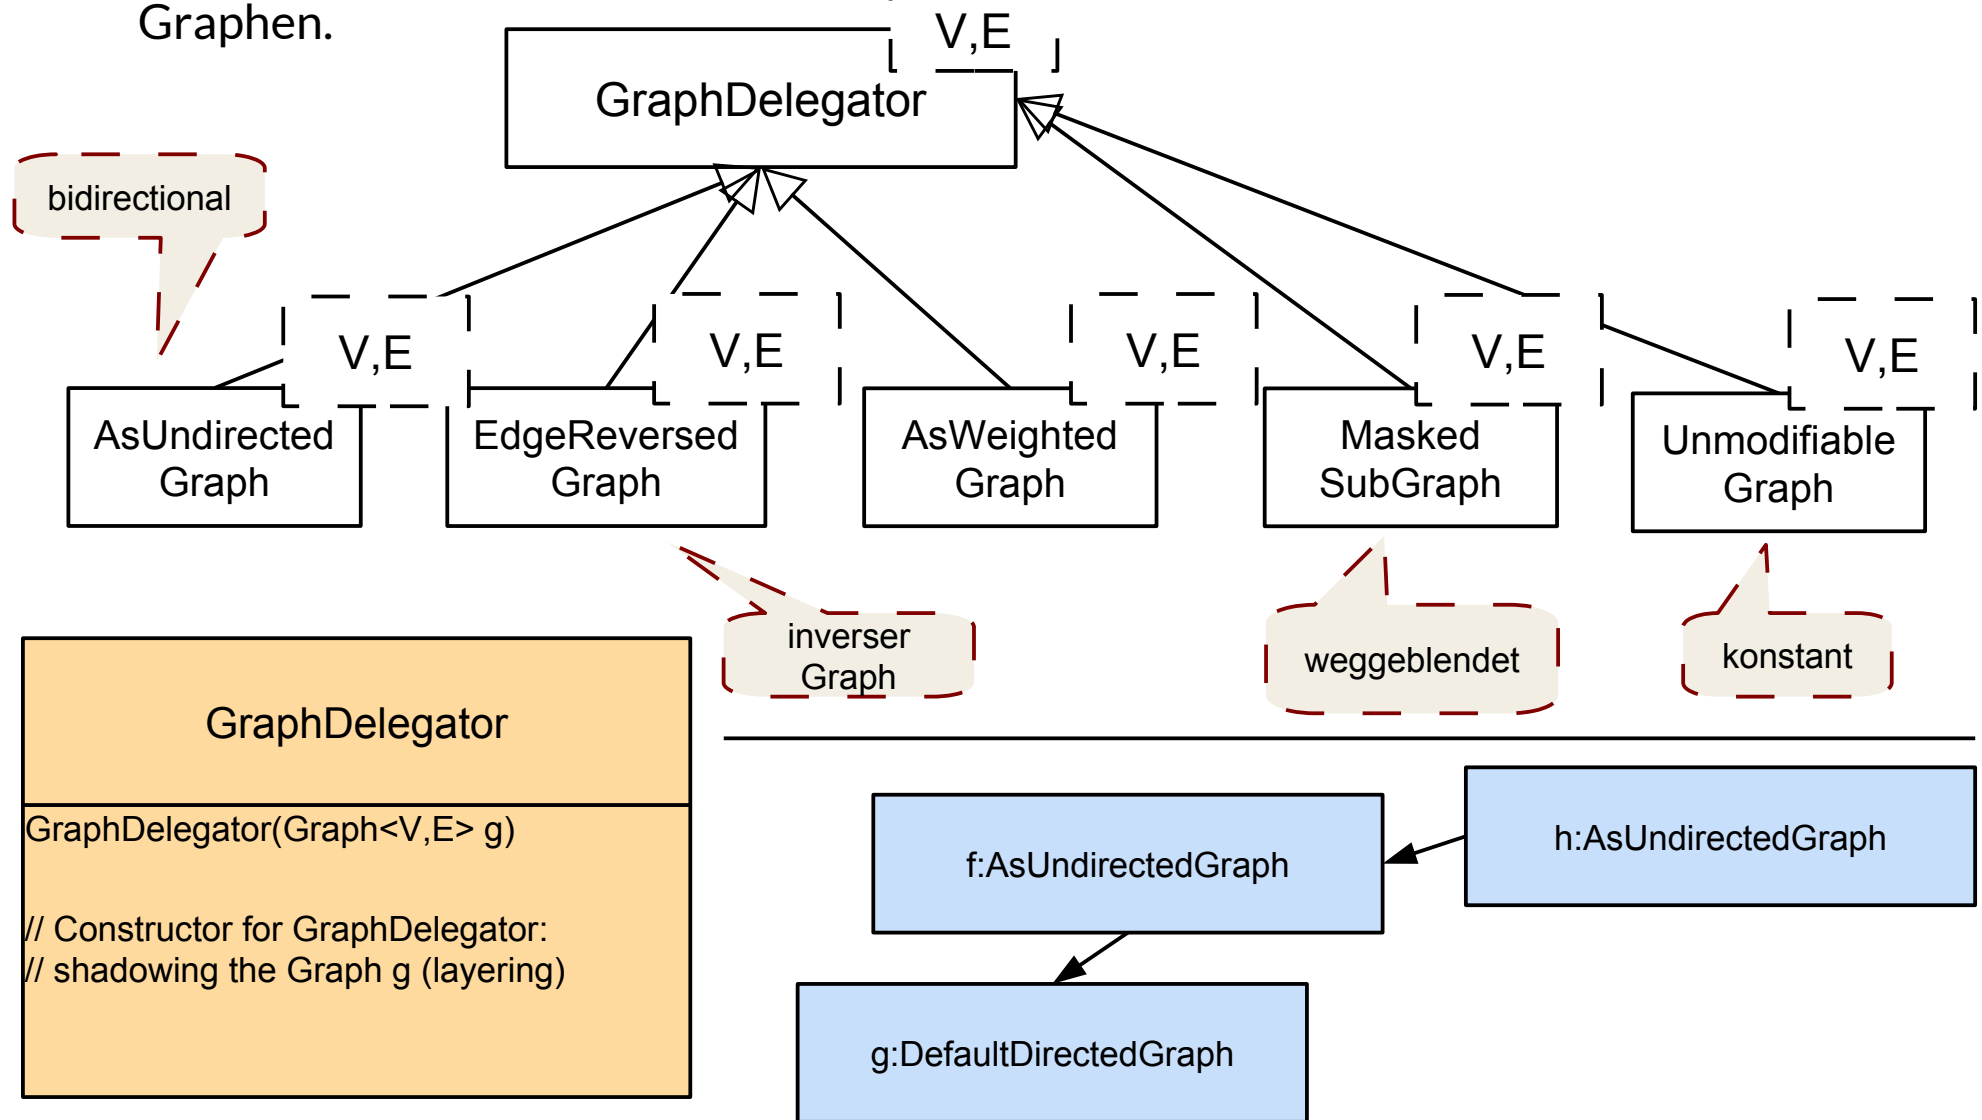 Graphen.
V,E
GraphDelegator
bidirectional
V,E
V,E
V,E
V,E
V,E
AsUndirected
Graph
EdgeReversed
Graph
AsWeighted
Graph
Masked
SubGraph
Unmodifiable
Graph
inverser
Graph
weggeblendet
konstant
GraphDelegator
GraphDelegator(Graph<V,E> g)
// Constructor for GraphDelegator:
// shadowing the Graph g (layering)
h:AsUndirectedGraph
f:AsUndirectedGraph
g:DefaultDirectedGraph